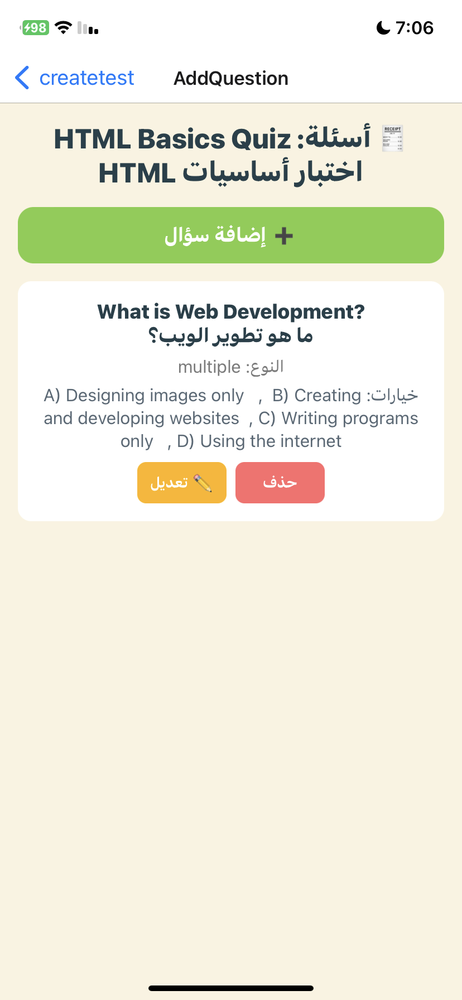 98
7:06
createtest
AddQuestion
🧾 أسئلة: HTML Basics Quiz
اختبار أساسيات HTML
➕ إضافة سؤال
What is Web Development?
ما هو تطوير الويب؟
النوع: multiple
خيارات: A) Designing images only , B) Creating
and developing websites , C) Writing programs
only , D) Using the internet
✏️ تعديل
حذف